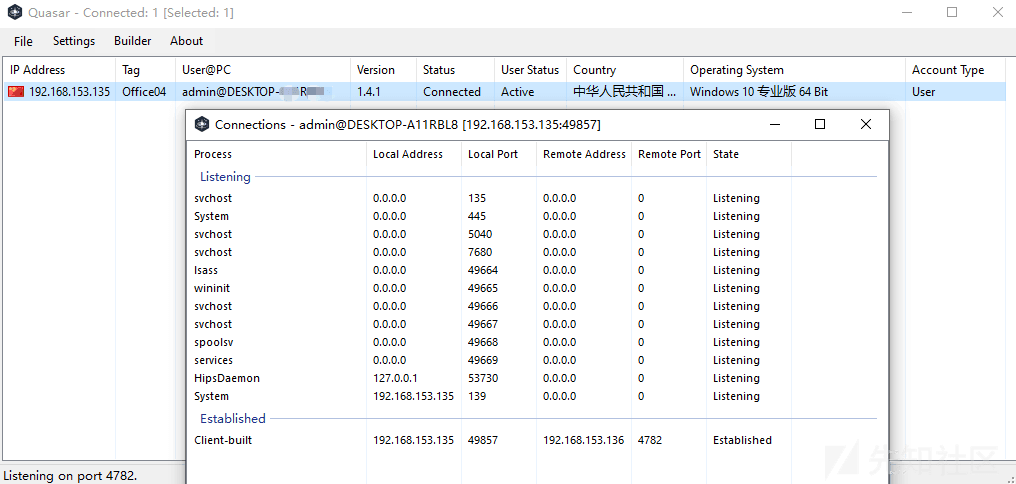 Quasar - Connected: 1 [Selected: 1]
File Settings Builder About
IP Address Tag User@PC Version Status User Status Country Operating System Account Type
192.168.153.135 Office04 admin@DESKTOP- 1.4.1 Connected Active 中华人民共和国 ... Windows 10 专业版 64 Bit User
Connections - admin@DESKTOP-A11RBL8 [192.168.153.135:49857]
Process Local Address Local Port Remote Address Remote Port State
Listening
svchost 0.0.0.0 135 0.0.0.0 0 Listening
System 0.0.0.0 445 0.0.0.0 0 Listening
svchost 0.0.0.0 5040 0.0.0.0 0 Listening
svchost 0.0.0.0 7680 0.0.0.0 0 Listening
lsass 0.0.0.0 49664 0.0.0.0 0 Listening
wininit 0.0.0.0 49665 0.0.0.0 0 Listening
svchost 0.0.0.0 49666 0.0.0.0 0 Listening
svchost 0.0.0.0 49667 0.0.0.0 0 Listening
spoolsv 0.0.0.0 49668 0.0.0.0 0 Listening
services 0.0.0.0 49669 0.0.0.0 0 Listening
HipsDaemon 127.0.0.1 53730 0.0.0.0 0 Listening
System 192.168.153.135 139 0.0.0.0 0 Listening
Established
Client-built 192.168.153.135 49857 192.168.153.136 4782 Established
先知社区
Listening on port 4782.